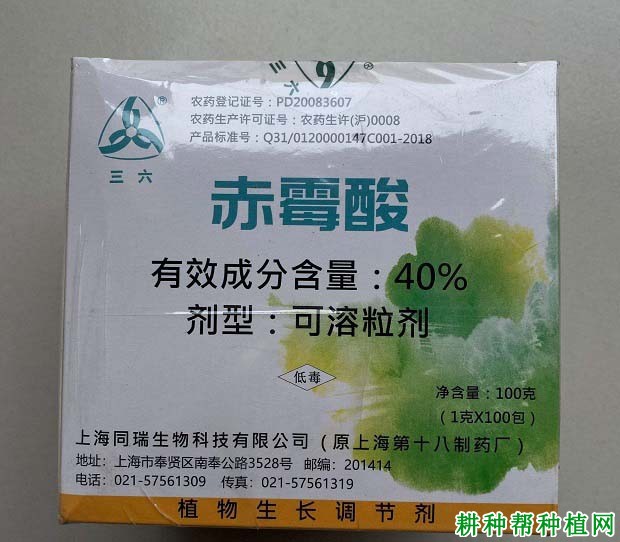 三六
农药登记证号：PD20083607
农药生产许可证号：农药生许(沪)0008
产品标准号：Q31/0120000147C001-2018
®
三六
赤霉酸
有效成分含量：40%
剂型：可溶粒剂
低毒
净含量：100克
（1克X100包）
上海同瑞生物科技有限公司（原上海第十八制药厂）
地址：上海市奉贤区南奉公路3528号 邮编：201414
电话：021-57561309 传真：021-57561319
植物生长调节剂
耕种帮种植网